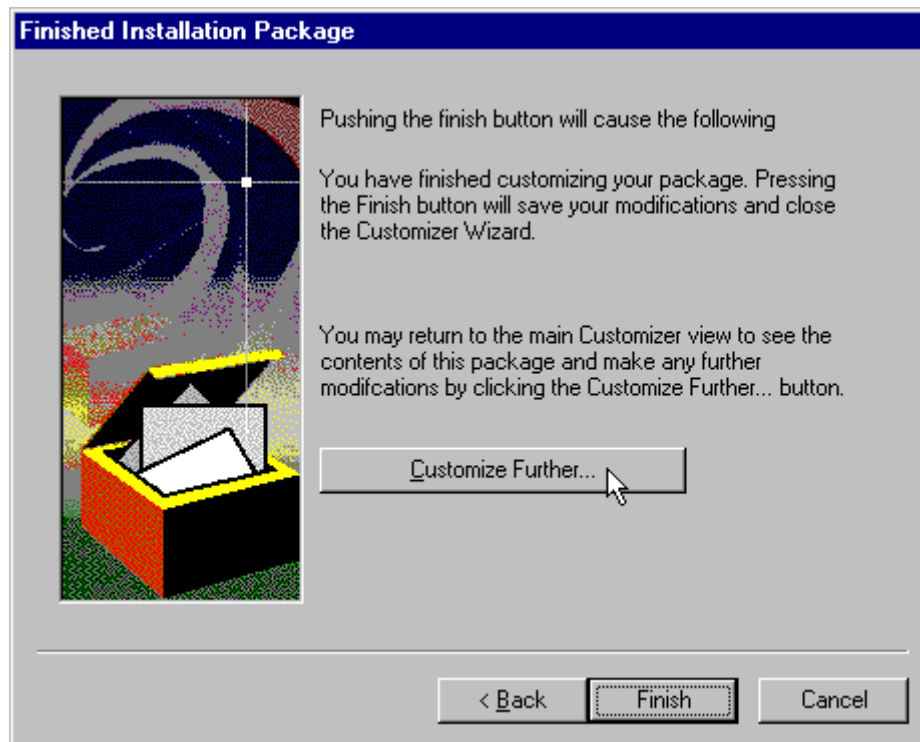 Finished Installation Package
Pushing the finish button will cause the following
You have finished customizing your package. Pressing
the Finish button will save your modifications and close
the Customizer Wizard.
You may return to the main Customizer view to see the
contents of this package and make any further
modifcations by clicking the Customize Further... button.
Customize Further...
< Back
Finish
Cancel